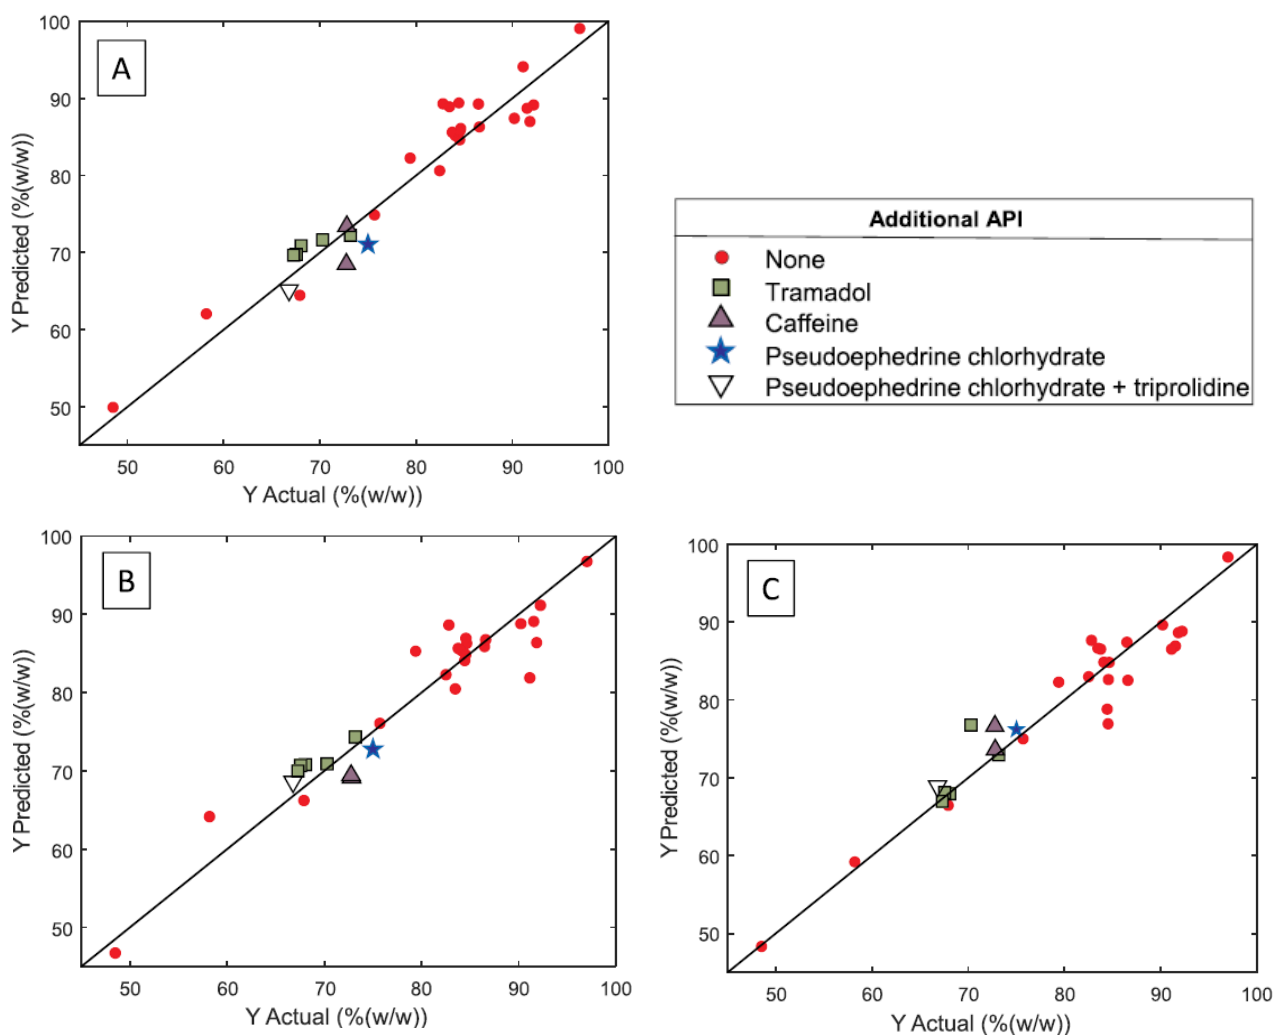 A
100
90
80
70
60
50
Y Predicted (%(w/w))
50 60 70 80 90 100
Y Actual (%(w/w))
Additional API
None
Tramadol
Caffeine
Pseudoephedrine chlorhydrate
Pseudoephedrine chlorhydrate + triprolidine
B
100
90
80
70
60
50
Y Predicted (%(w/w))
50 60 70 80 90 100
Y Actual (%(w/w))
C
100
90
80
70
60
50
Y Predicted (%(w/w))
50 60 70 80 90 100
Y Actual (%(w/w))